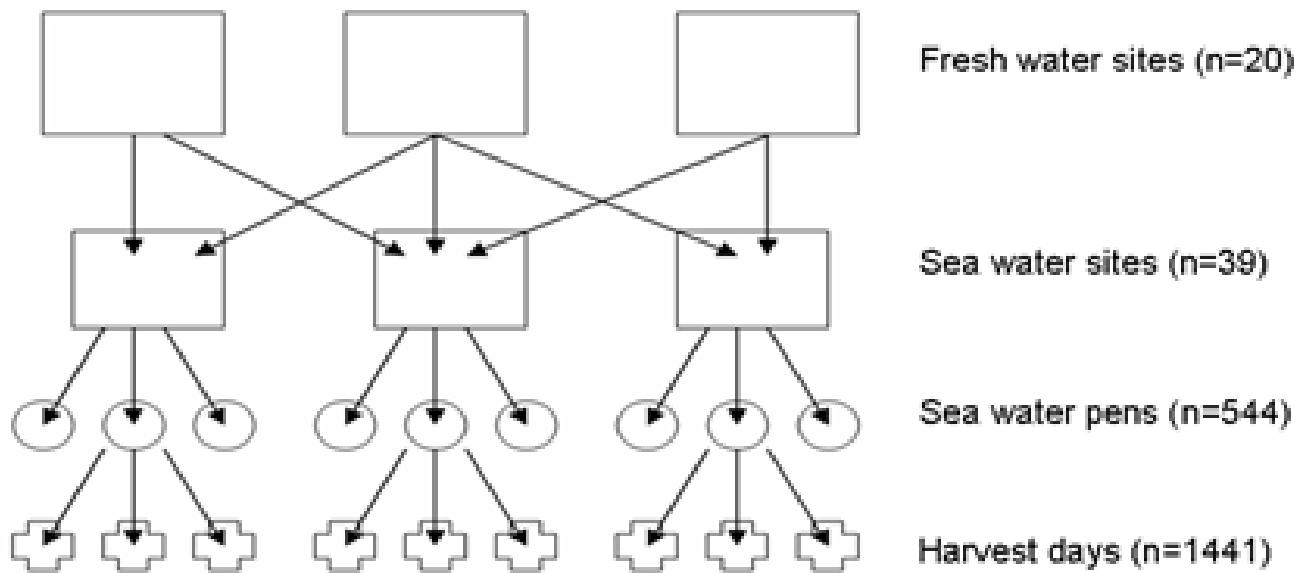 Fresh water sites (n=20)
Sea water sites (n=39)
Sea water pens (n=544)
Harvest days (n=1441)